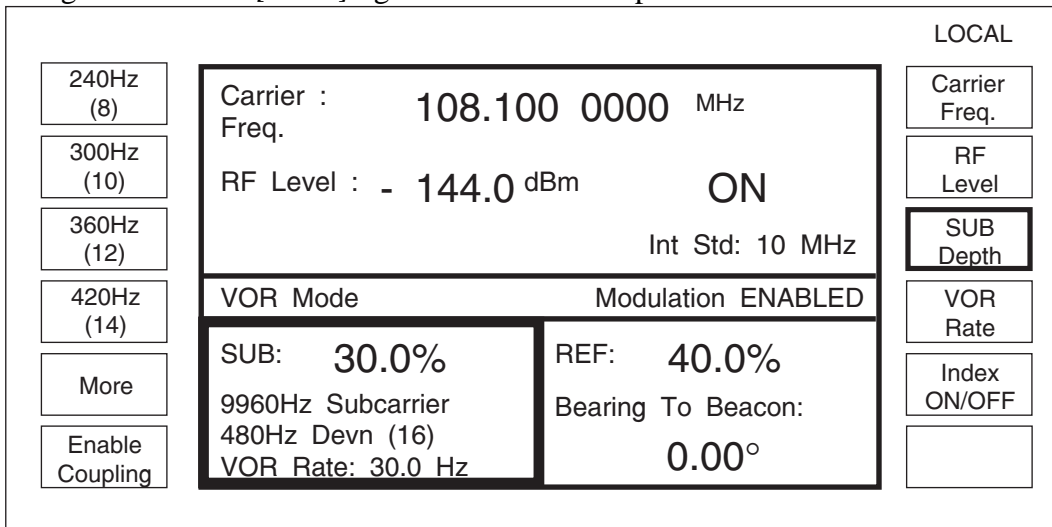 LOCAL
240Hz
(8)
300Hz
(10)
360Hz
(12)
420Hz
(14)
More
Enable
Coupling
Carrier :
Freq.
108.100 0000 MHz
RF Level : - 144.0 dBm ON
Int Std: 10 MHz
VOR Mode Modulation ENABLED
SUB: 30.0%
9960Hz Subcarrier
480Hz Devn (16)
VOR Rate: 30.0 Hz
REF: 40.0%
Bearing To Beacon:
0.00°
Carrier
Freq.
RF
Level
SUB
Depth
VOR
Rate
Index
ON/OFF